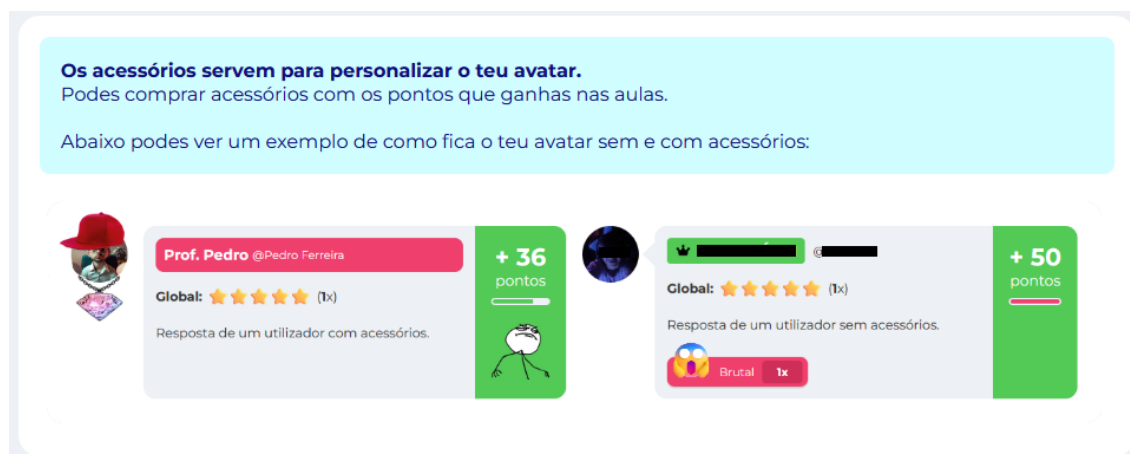 Os acessórios servem para personalizar o teu avatar.
Podes comprar acessórios com os pontos que ganhas nas aulas.
Abaixo podes ver um exemplo de como fica o teu avatar sem e com acessórios:
Prof. Pedro @Pedro Ferreira
Global: (1x)
Resposta de um utilizador com acessórios.
+ 36
pontos
@
Global: (1x)
Resposta de um utilizador sem acessórios.
Brutal 1x
+ 50
pontos